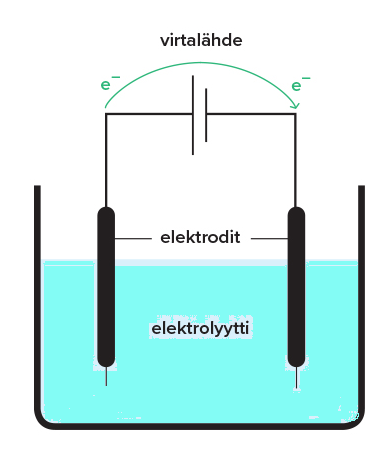 virtalähde
e⁻
e⁻
elektrodit
elektrolyytti